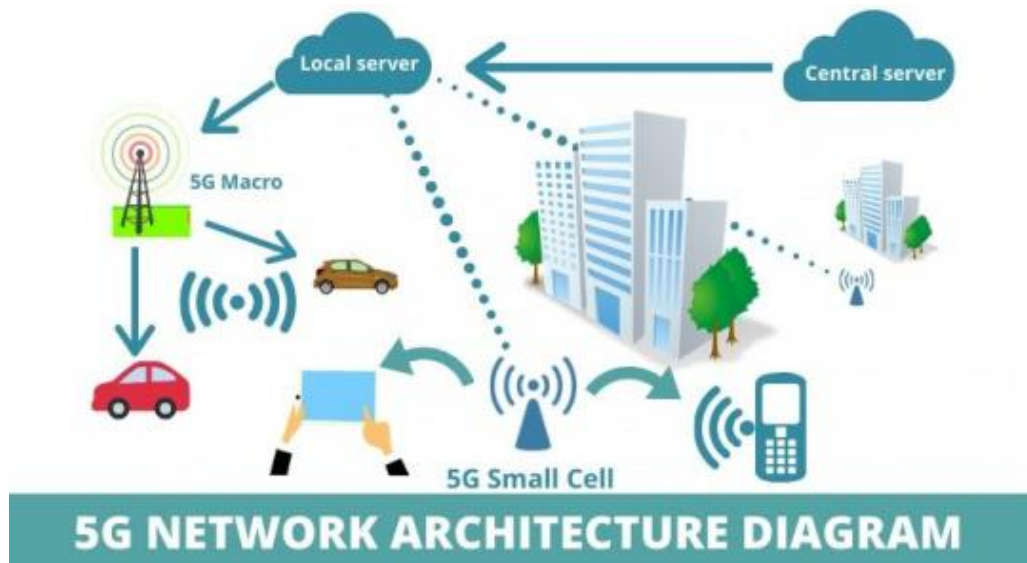 Local server
Central server
5G Macro
5G Small Cell
5G NETWORK ARCHITECTURE DIAGRAM